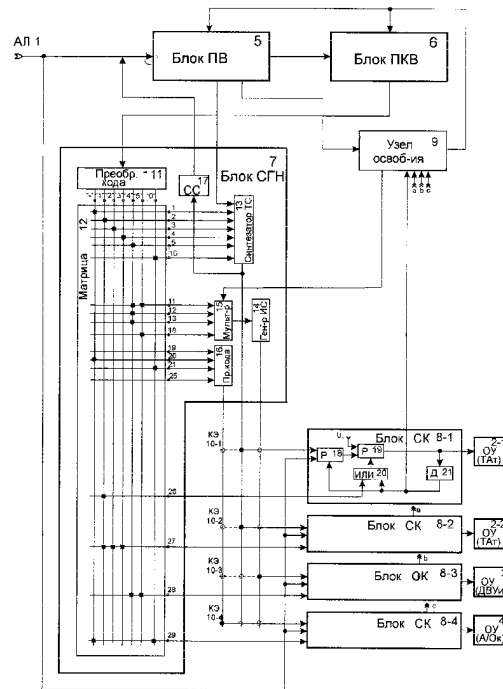 АЛ 1
5
Блок ПВ
6
Блок ПКВ
9
Узел
освоб-ия
a b c
7
Блок СГН
Преобр. 11
кода
17
СС
13
Синтезатор ТС
12
Матрица
1
2
3
4
5
10
11
12
13
18
15
Мульт-р
14
Ген-р ИС
19
20
21
25
16
Пр.кода
КЭ
10-1
Блок СК 8-1
Р 18
Р 19
ИЛИ 20
Д 21
ОУ
(ТАт)
26
a
КЭ
10-2
Блок СК 8-2
2-2
ОУ
(ТАт)
27
b
КЭ
10-3
Блок СК 8-3
ОУ
28
c
КЭ
10-4
Блок СК 8-4
ОУ
(А/Ок)
29